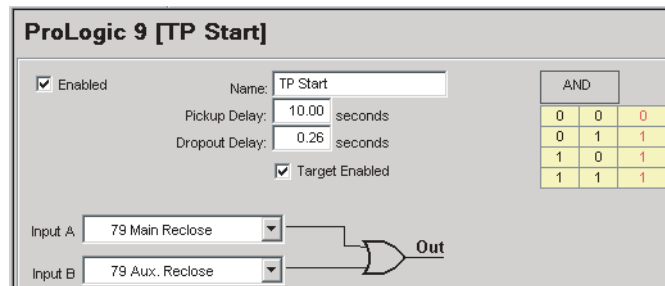 ProLogic 9 [TP Start]
Enabled
Name: TP Start
Pickup Delay: 10.00 seconds
Dropout Delay: 0.26 seconds
Target Enabled
AND
0 0 0
0 1 1
1 0 1
1 1 1
Input A 79 Main Reclose
Out
Input B 79 Aux. Reclose